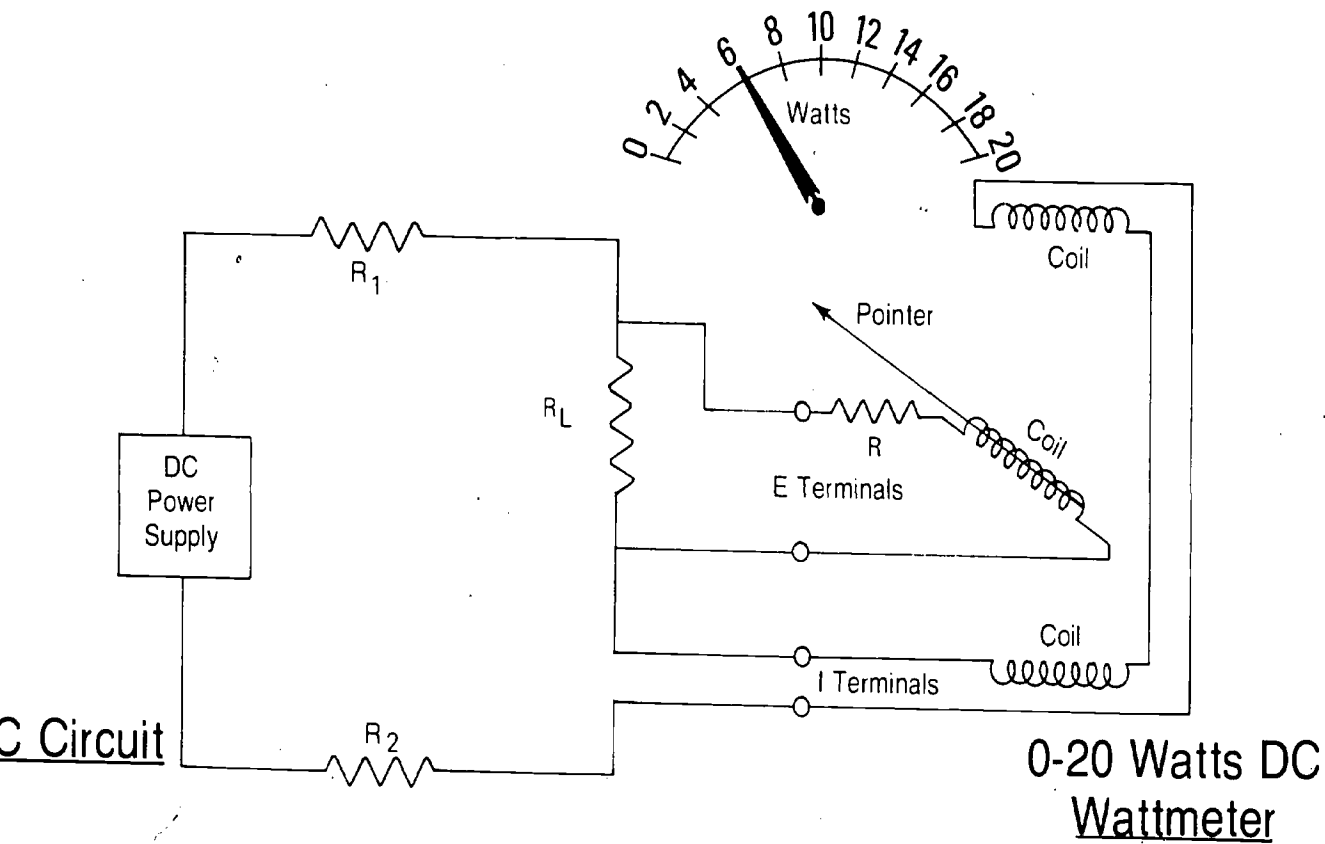 0 2 4 6 8 10 12 14 16 18 20
Watts
R1
Coil
Pointer
RL
R
Coil
DC
Power
Supply
E Terminals
Coil
I Terminals
R2
C Circuit
0-20 Watts DC
Wattmeter